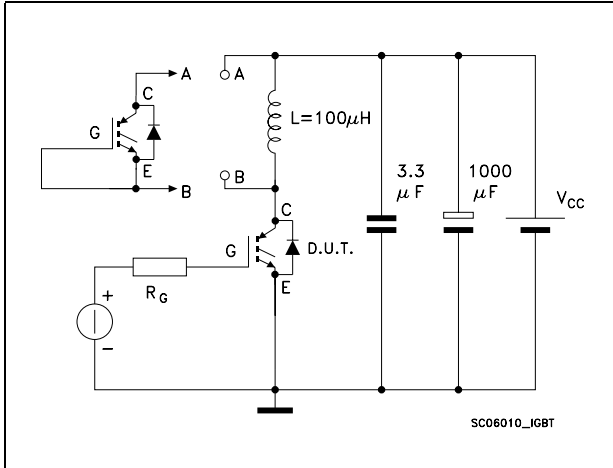 A
A
C
G
L=100μH
E
B
B
3.3
μF
1000
μF
VCC
C
G
D.U.T.
E
RG
+
−
SC06010_IGBT